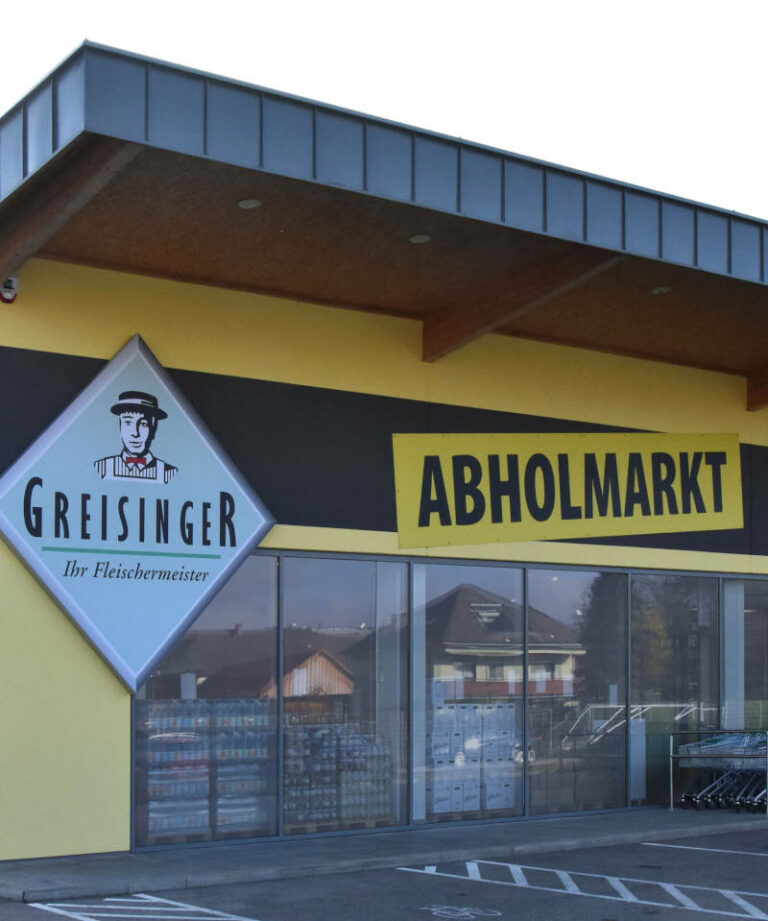 GREISINGER
Ihr Fleischermeister
ABHOLMARKT